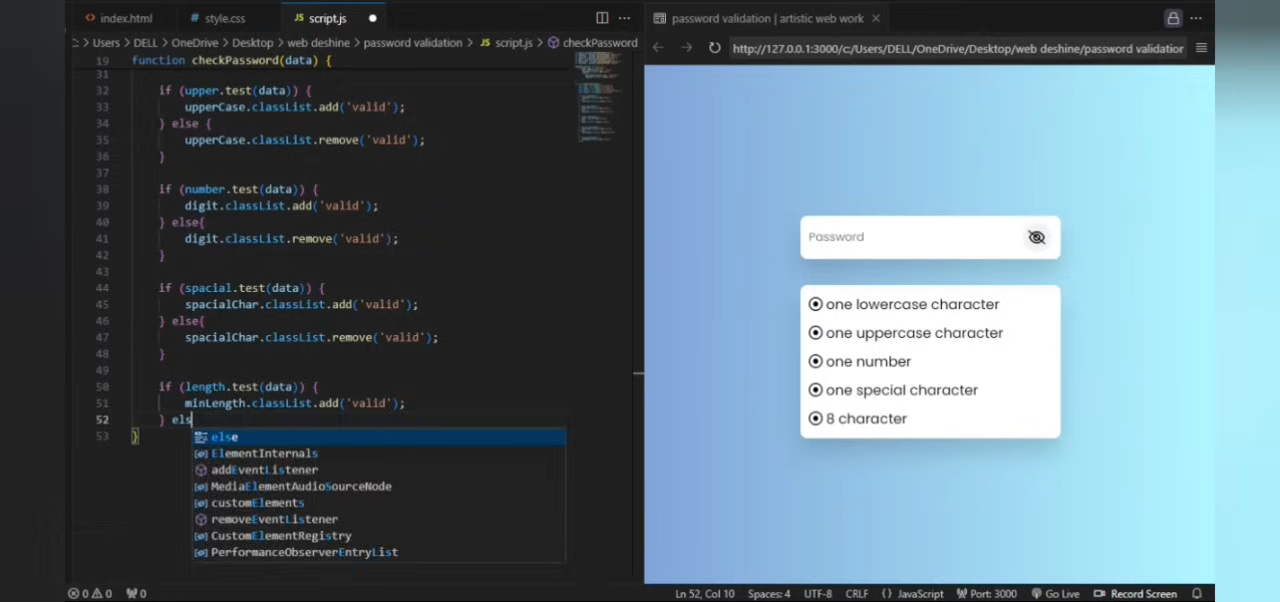 index.html
# style.css
JS script.js
password validation | artistic web work
> Users > DELL > OneDrive > Desktop > web deshine > password validation > JS script.js > checkPassword
http://127.0.0.1:3000/c:/Users/DELL/OneDrive/Desktop/web deshine/password validation
19 function checkPassword(data) {
31
32 if (upper.test(data)) {
33 upperCase.classList.add('valid');
34 } else {
35 upperCase.classList.remove('valid');
36 }
37
38 if (number.test(data)) {
39 digit.classList.add('valid');
40 } else{
41 digit.classList.remove('valid');
42 }
43
44 if (spacial.test(data)) {
45 spacialChar.classList.add('valid');
46 } else{
47 spacialChar.classList.remove('valid');
48 }
49
50 if (length.test(data)) {
51 minLength.classList.add('valid');
52 } els
53 }
else
ElementInternals
addEventListener
MediaElementAudioSourceNode
customElements
removeEventListener
CustomElementRegistry
PerformanceObserverEntryList
Password
one lowercase character
one uppercase character
one number
one special character
8 character
0 0 0
Ln 52, Col 10 Spaces: 4 UTF-8 CRLF {} JavaScript Port: 3000 Go Live Record Screen